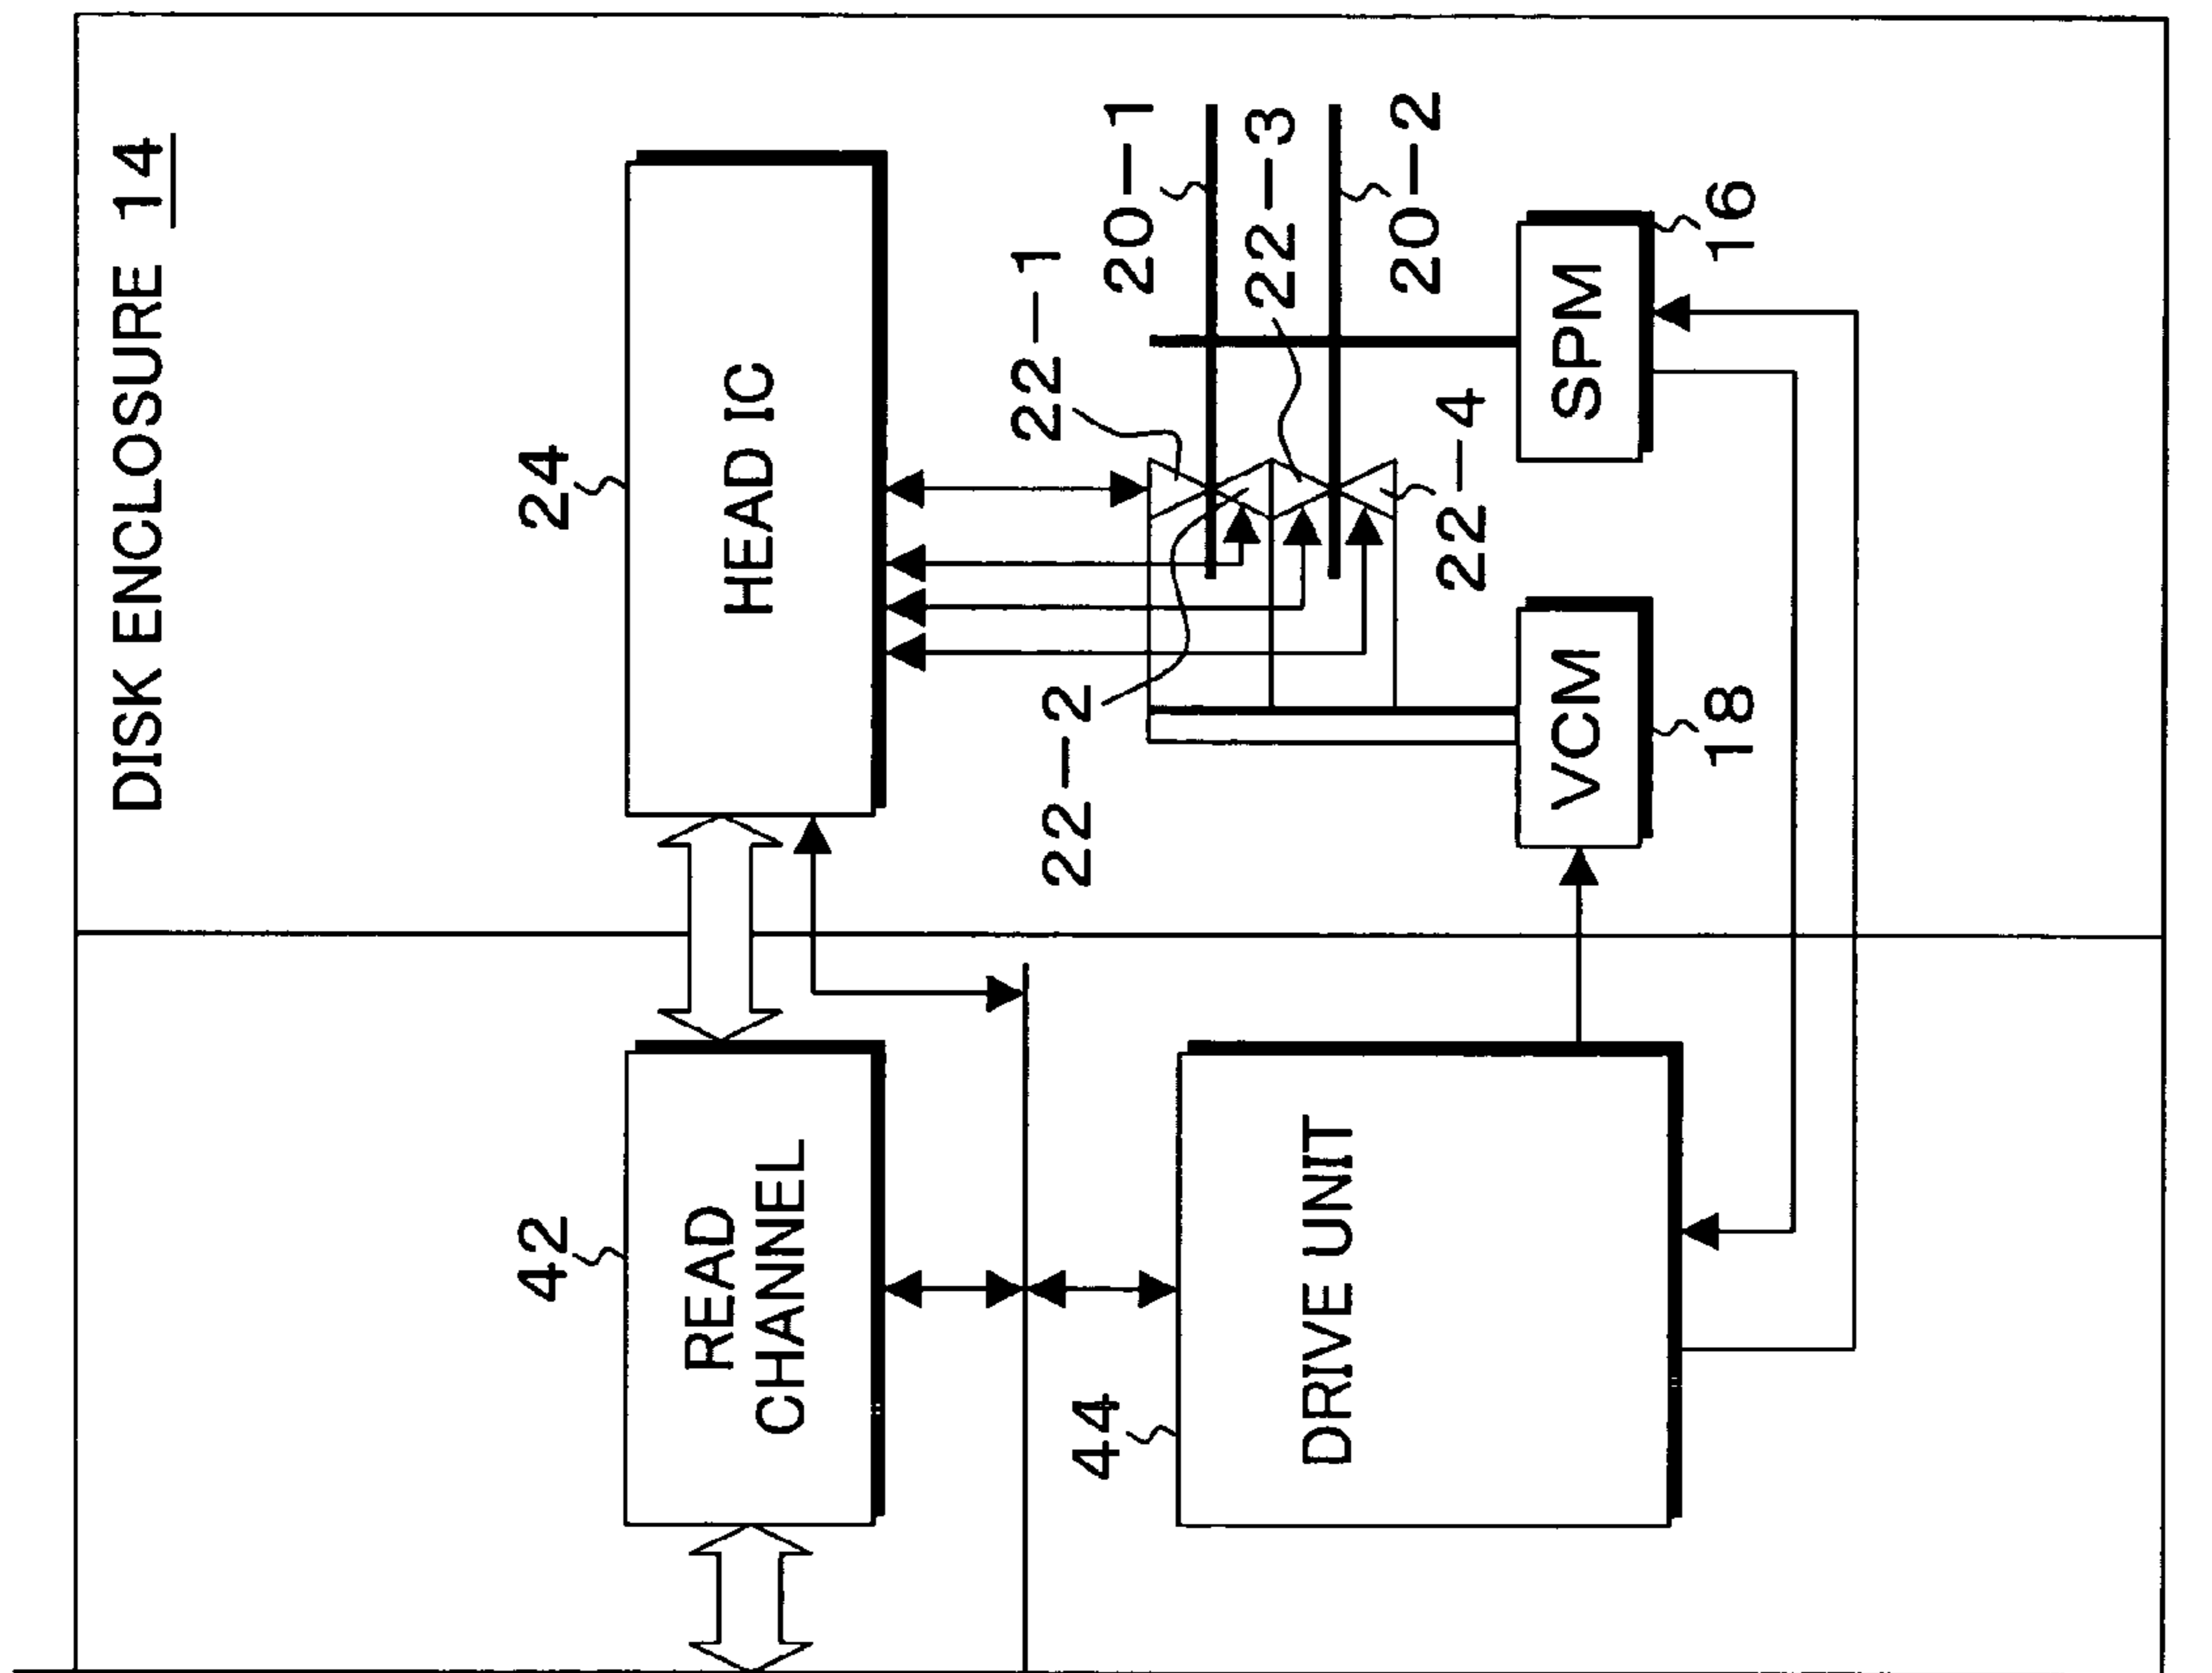 DISK ENCLOSURE 14
42
24
READ
CHANNEL
HEAD IC
22-1
22-2
20-1
22-3
44
20-2
22-4
DRIVE UNIT
VCM
SPM
18
16